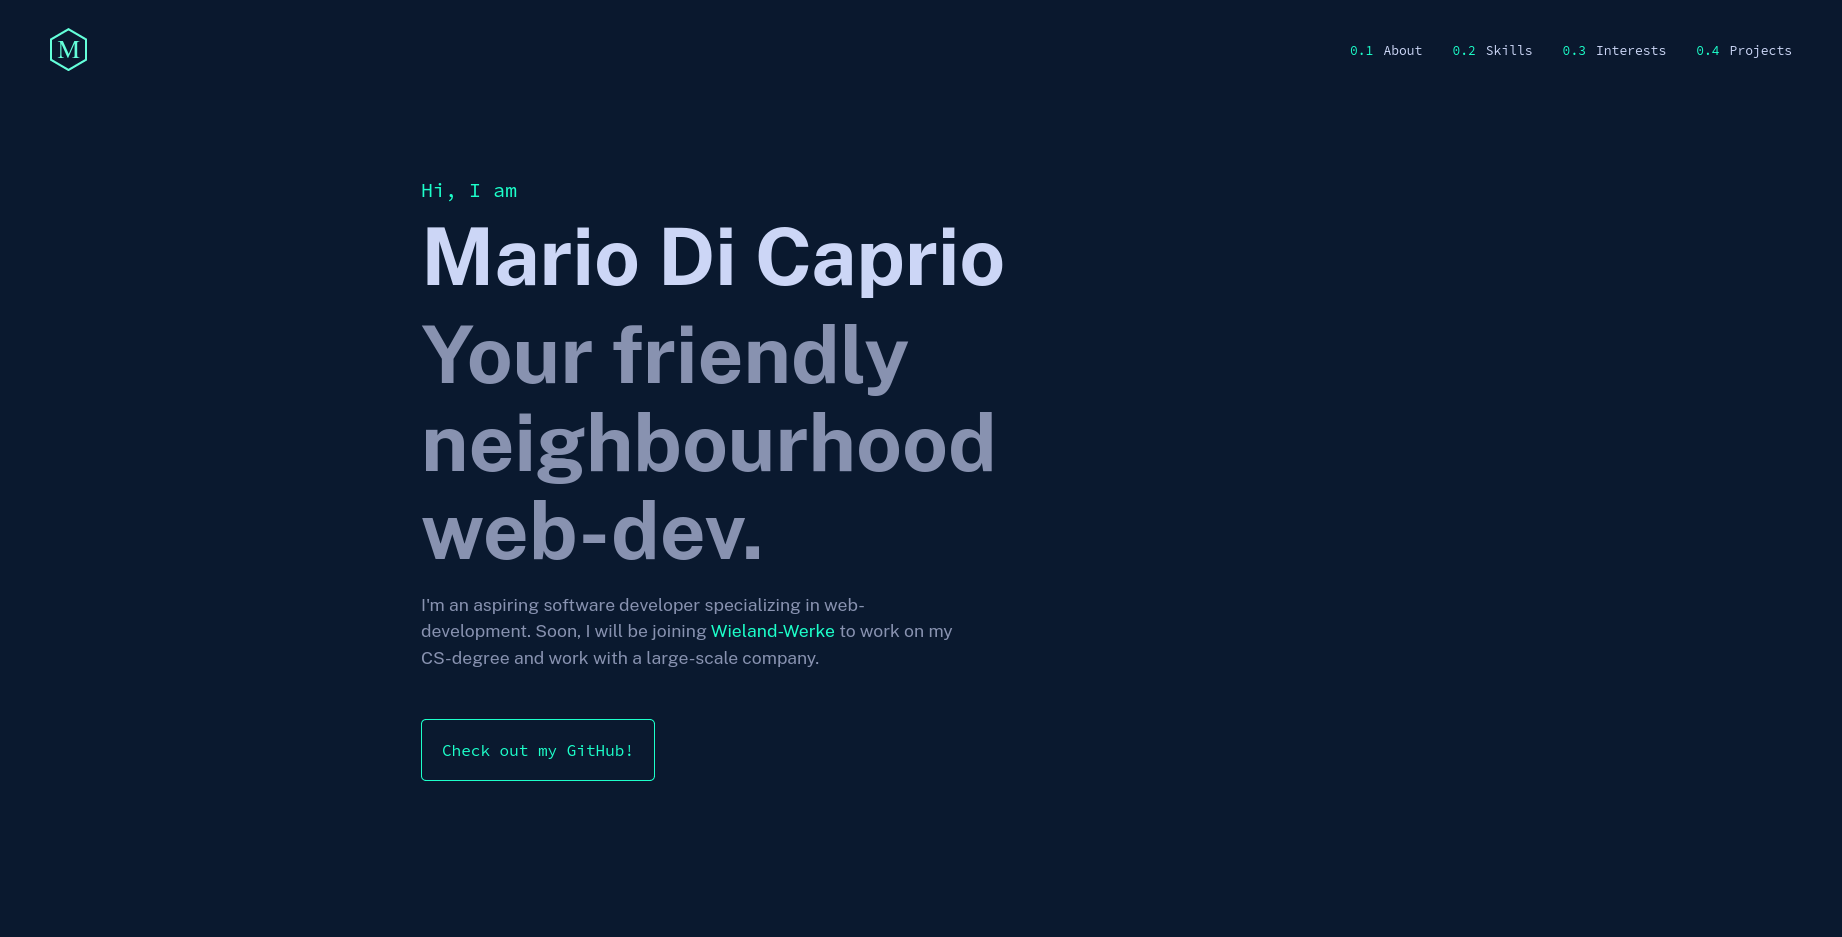 M
0.1 About 0.2 Skills 0.3 Interests 0.4 Projects
Hi, I am
Mario Di Caprio
Your friendly
neighbourhood
web-dev.
I'm an aspiring software developer specializing in web-
development. Soon, I will be joining Wieland-Werke to work on my
CS-degree and work with a large-scale company.
Check out my GitHub!